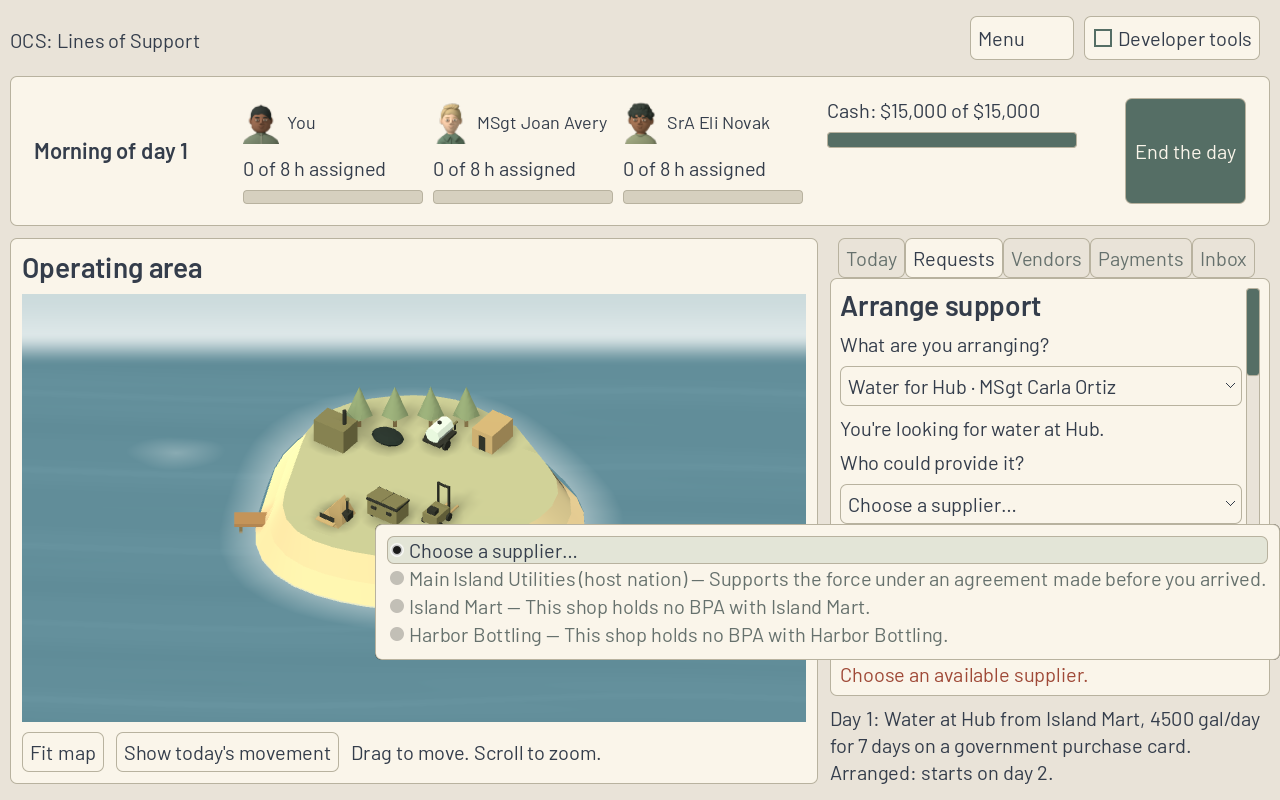 OCS: Lines of Support
Menu
Developer tools
Morning of day 1
You
0 of 8 h assigned
MSgt Joan Avery
0 of 8 h assigned
SrA Eli Novak
0 of 8 h assigned
Cash: $15,000 of $15,000
End the day
Operating area
Fit map
Show today's movement
Drag to move. Scroll to zoom.
Today
Requests
Vendors
Payments
Inbox
Arrange support
What are you arranging?
Water for Hub · MSgt Carla Ortiz
You're looking for water at Hub.
Who could provide it?
Choose a supplier...
Choose a supplier...
Main Island Utilities (host nation) — Supports the force under an agreement made before you arrived.
Island Mart — This shop holds no BPA with Island Mart.
Harbor Bottling — This shop holds no BPA with Harbor Bottling.
Choose an available supplier.
Day 1: Water at Hub from Island Mart, 4500 gal/day
for 7 days on a government purchase card.
Arranged: starts on day 2.